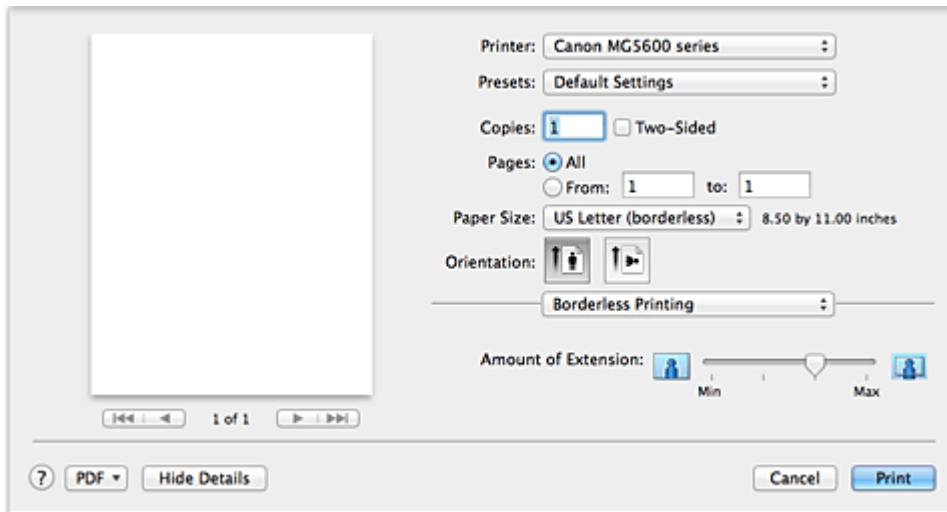 Printer: Canon MG5600 series
Presets: Default Settings
Copies: 1 Two-Sided
Pages: All
From: 1 to: 1
Paper Size: US Letter (borderless) 8.50 by 11.00 inches
Orientation:
Borderless Printing
Amount of Extension:
Min Max
1 of 1
? PDF Hide Details Cancel Print